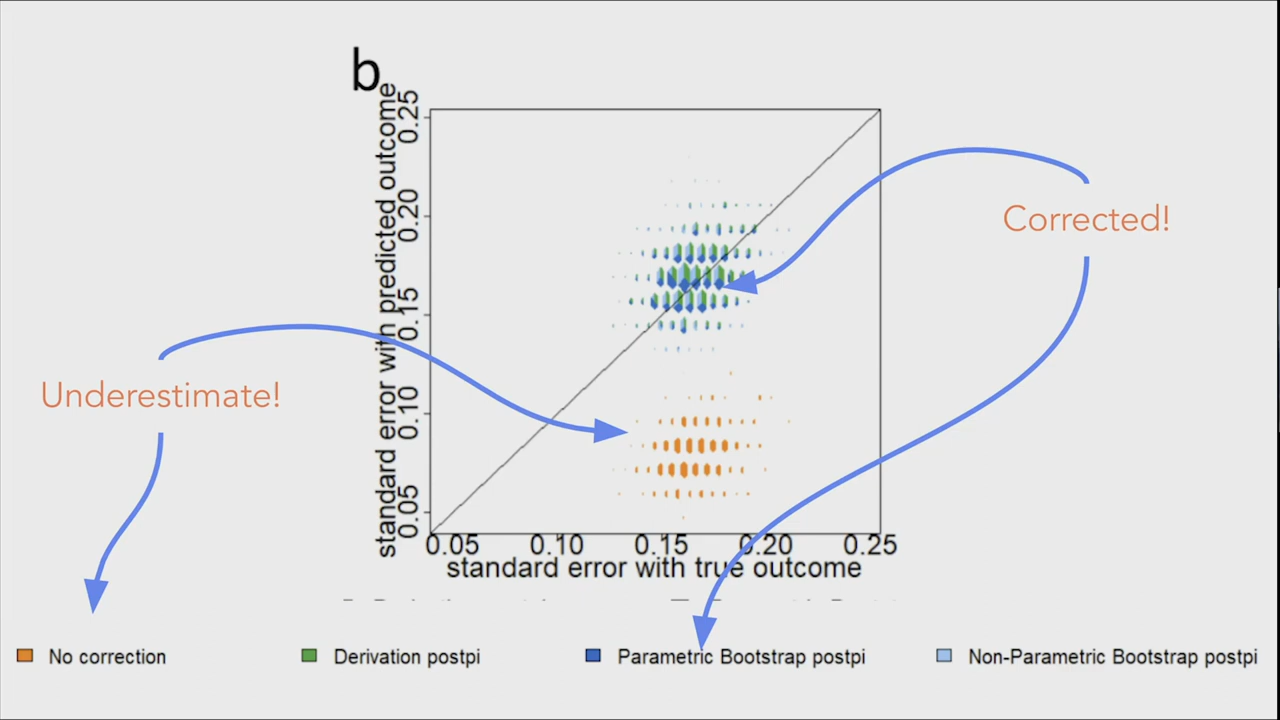 b
0.25
0.20
0.15
0.10
0.05
standard error with predicted outcome
Corrected!
Underestimate!
0.05 0.10 0.15 0.20 0.25
standard error with true outcome
No correction Derivation postpi Parametric Bootstrap postpi Non-Parametric Bootstrap postpi